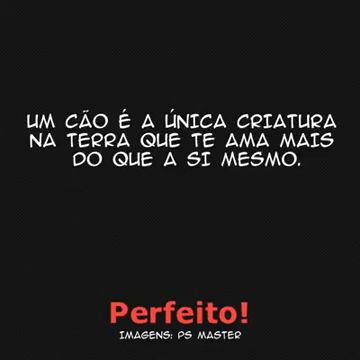 UM CÃO É A ÚNICA CRIATURA
NA TERRA QUE TE AMA MAIS
DO QUE A SI MESMO.
Perfeito!
IMAGENS: PS MASTER